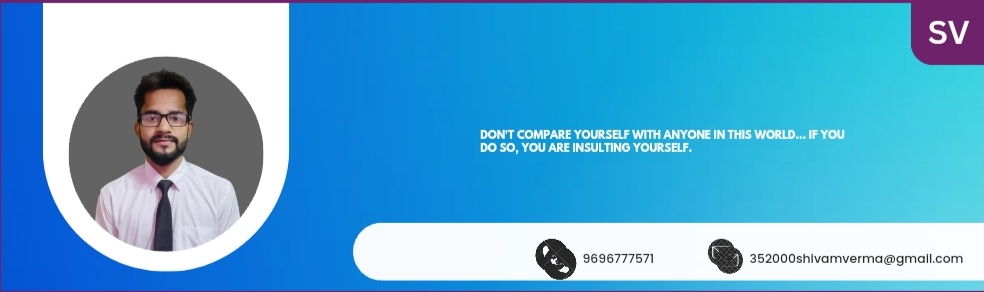 SV
DON'T COMPARE YOURSELF WITH ANYONE IN THIS WORLD... IF YOU
DO SO, YOU ARE INSULTING YOURSELF.
9696777571
352000shivamverma@gmail.com